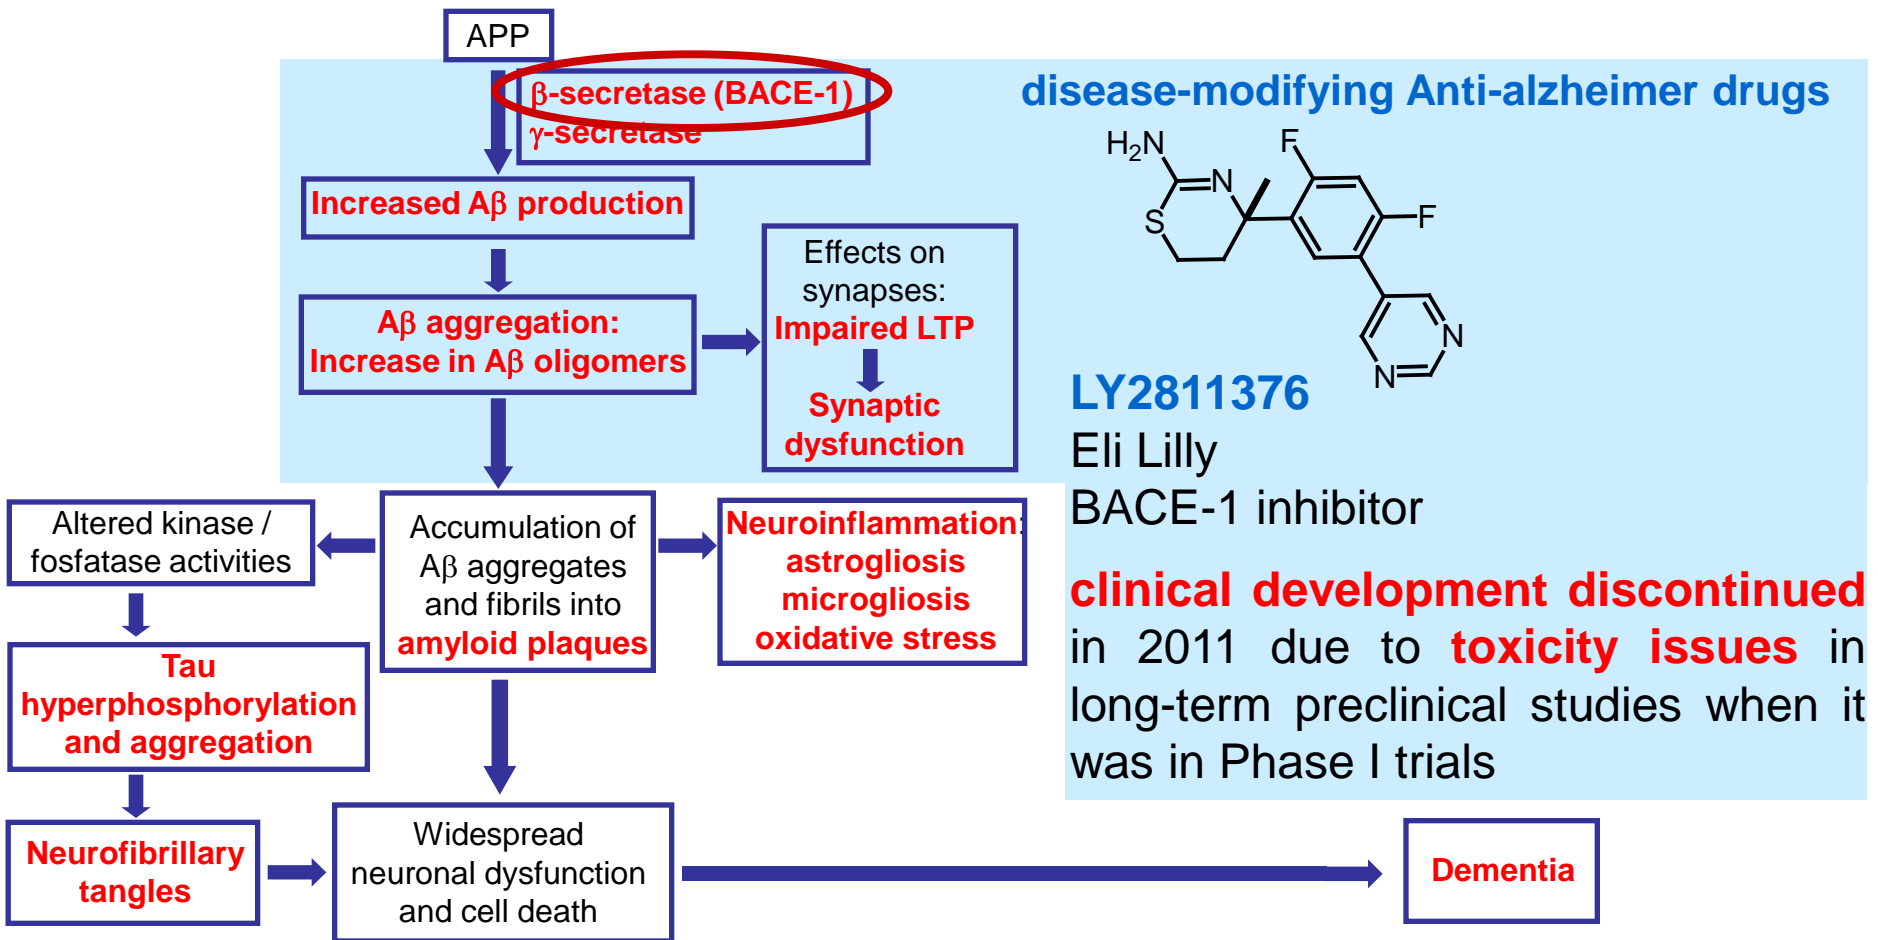 APP
β-secretase (BACE-1)
γ-secretase
disease-modifying Anti-alzheimer drugs
H2N
F
N
S
F
N
N
Increased Aβ production
Aβ aggregation:
Increase in Aβ oligomers
Effects on
synapses:
Impaired LTP
Synaptic
dysfunction
LY2811376
Eli Lilly
BACE-1 inhibitor
clinical development discontinued
in 2011 due to toxicity issues in
long-term preclinical studies when it
was in Phase I trials
Altered kinase /
fosfatase activities
Accumulation of
Aβ aggregates
and fibrils into
amyloid plaques
Neuroinflammation:
astrogliosis
microgliosis
oxidative stress
Tau
hyperphosphorylation
and aggregation
Neurofibrillary
tangles
Widespread
neuronal dysfunction
and cell death
Dementia